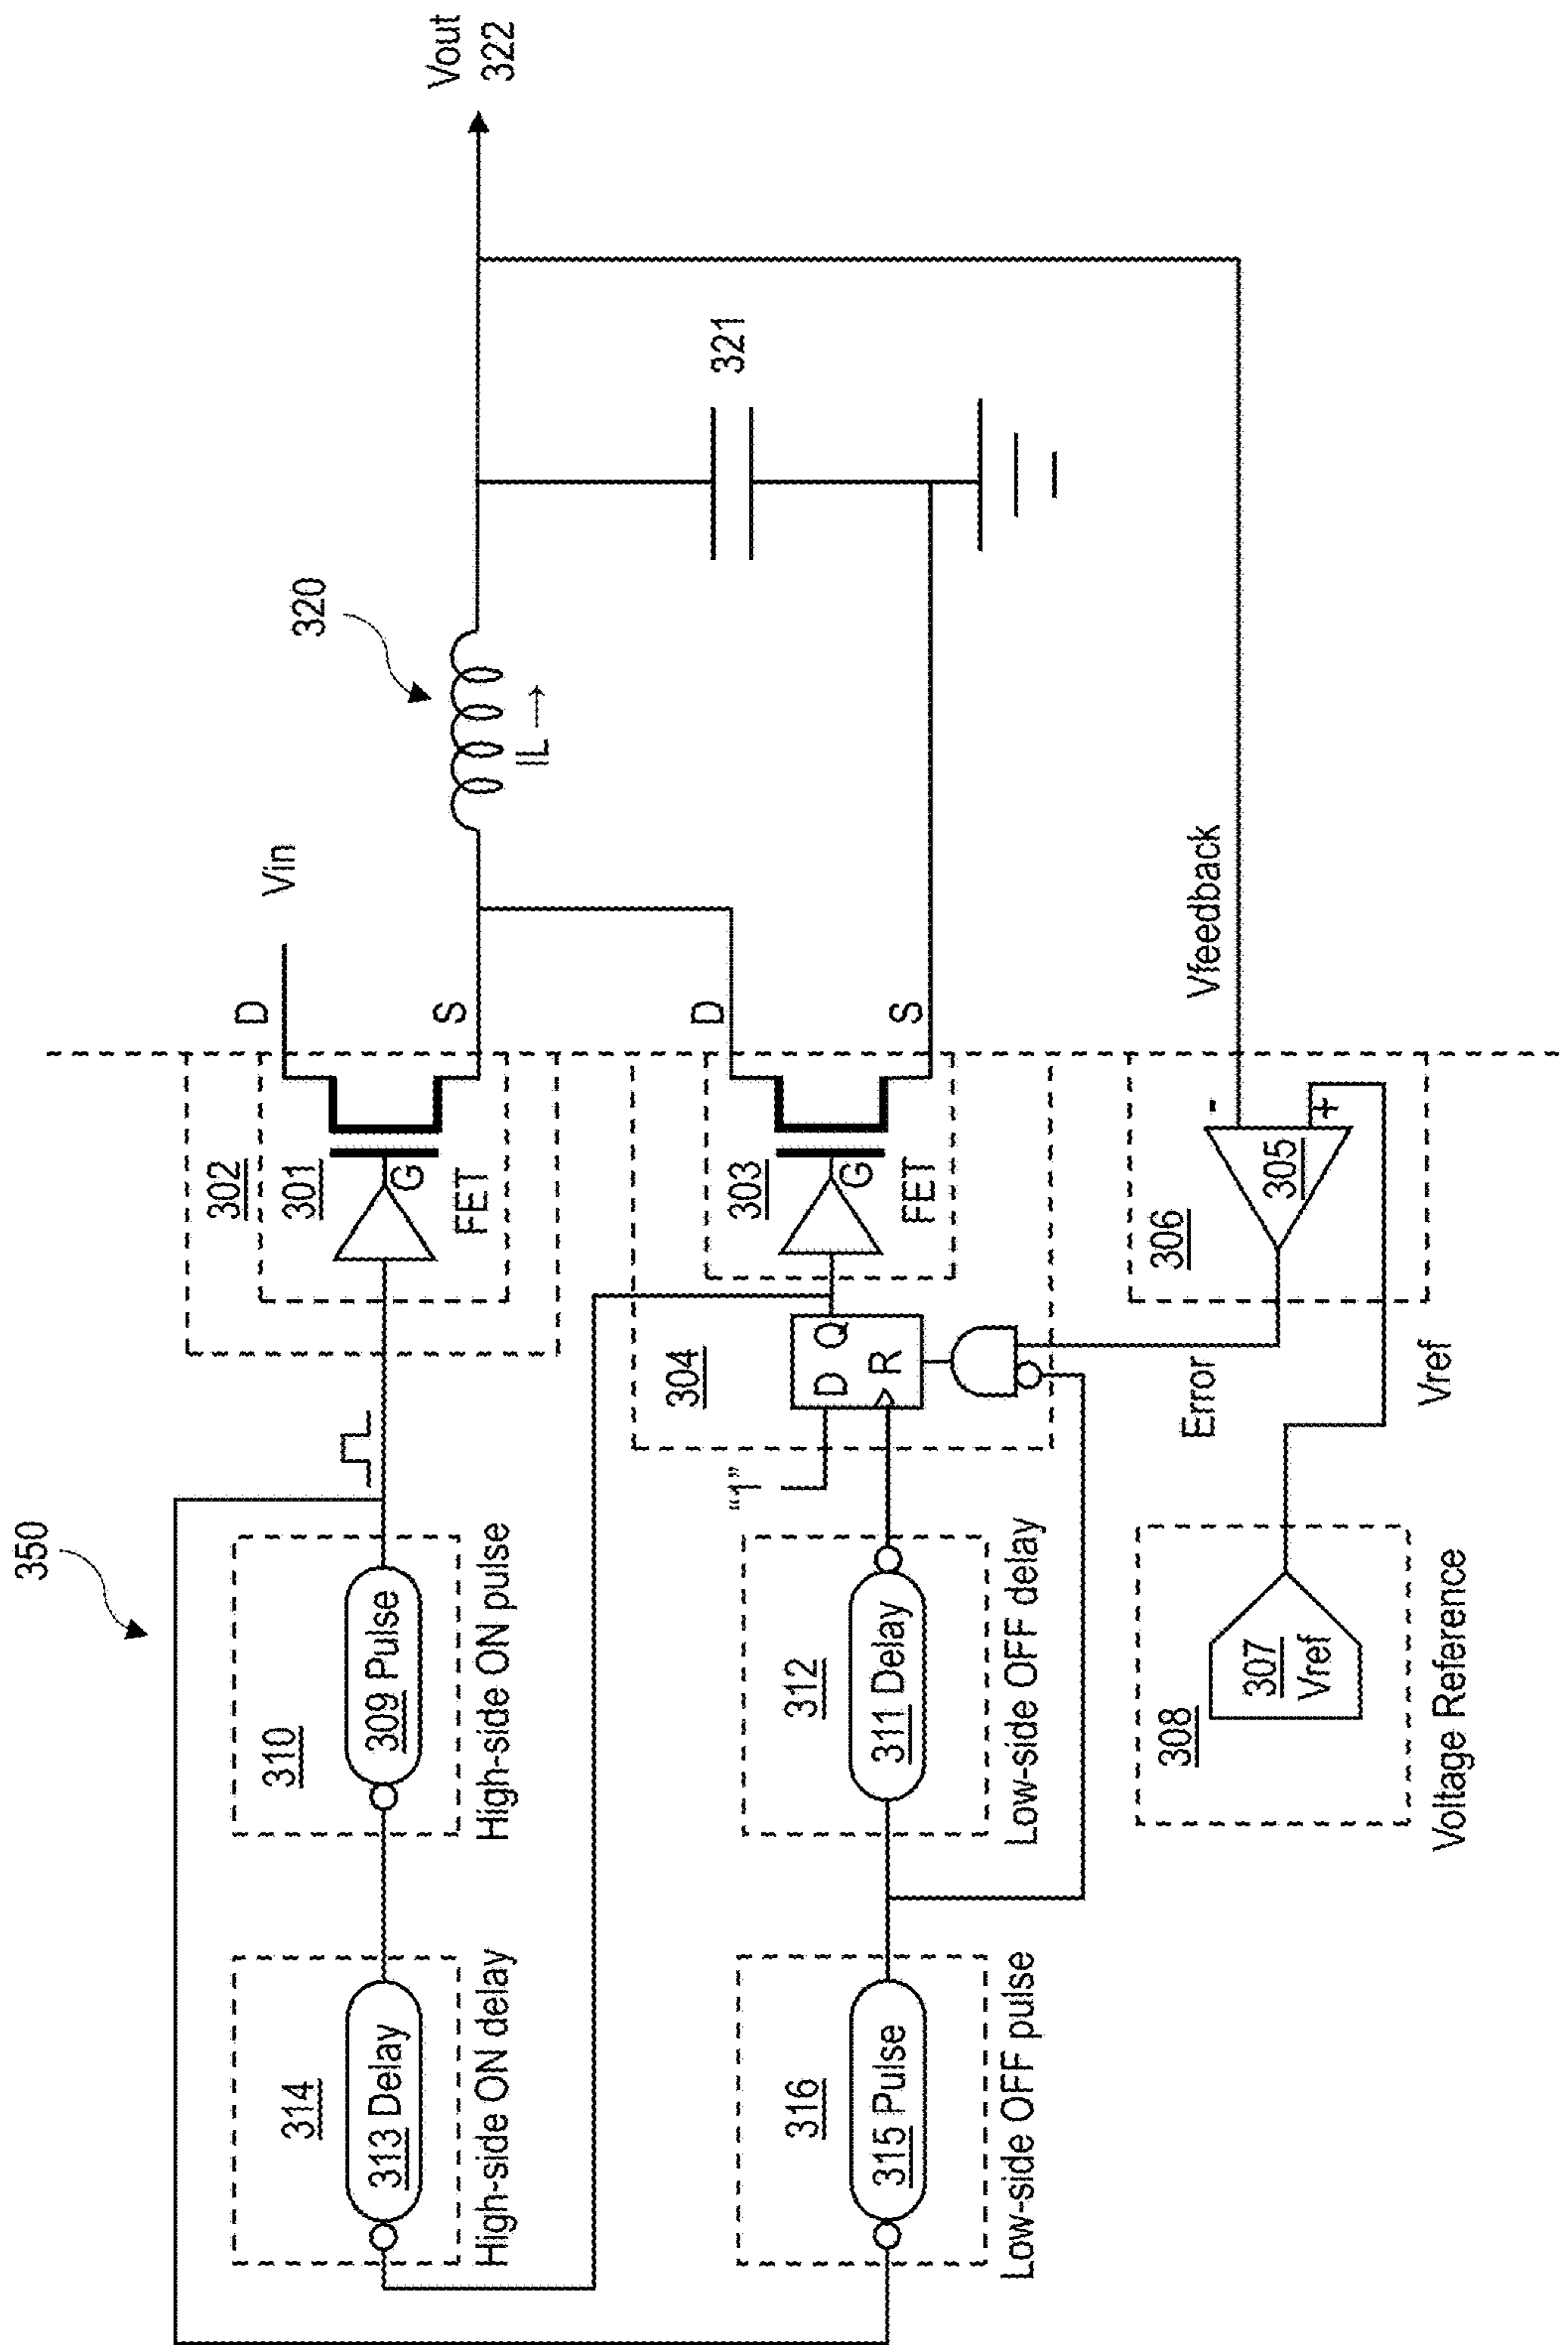 350
314
313 Delay
High-side ON delay
310
309 Pulse
High-side ON pulse
302
301
G
FET
D
S
Vin
320
IL →
Vout
322
321
316
315 Pulse
Low-side OFF pulse
312
311 Delay
Low-side OFF delay
"1"
304
D Q
R
303
G
FET
D
S
308
307
Vref
Voltage Reference
Error
Vref
306
305
-
+
Vfeedback